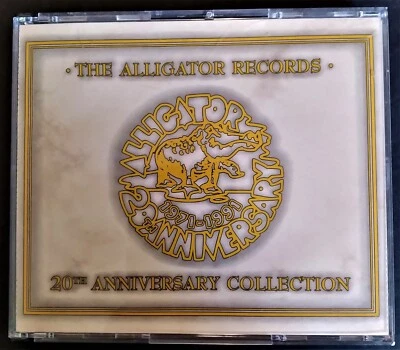 · THE ALLIGATOR RECORDS ·
ALLIGATOR
1971-1991
20TH ANNIVERSARY
20TH ANNIVERSARY COLLECTION